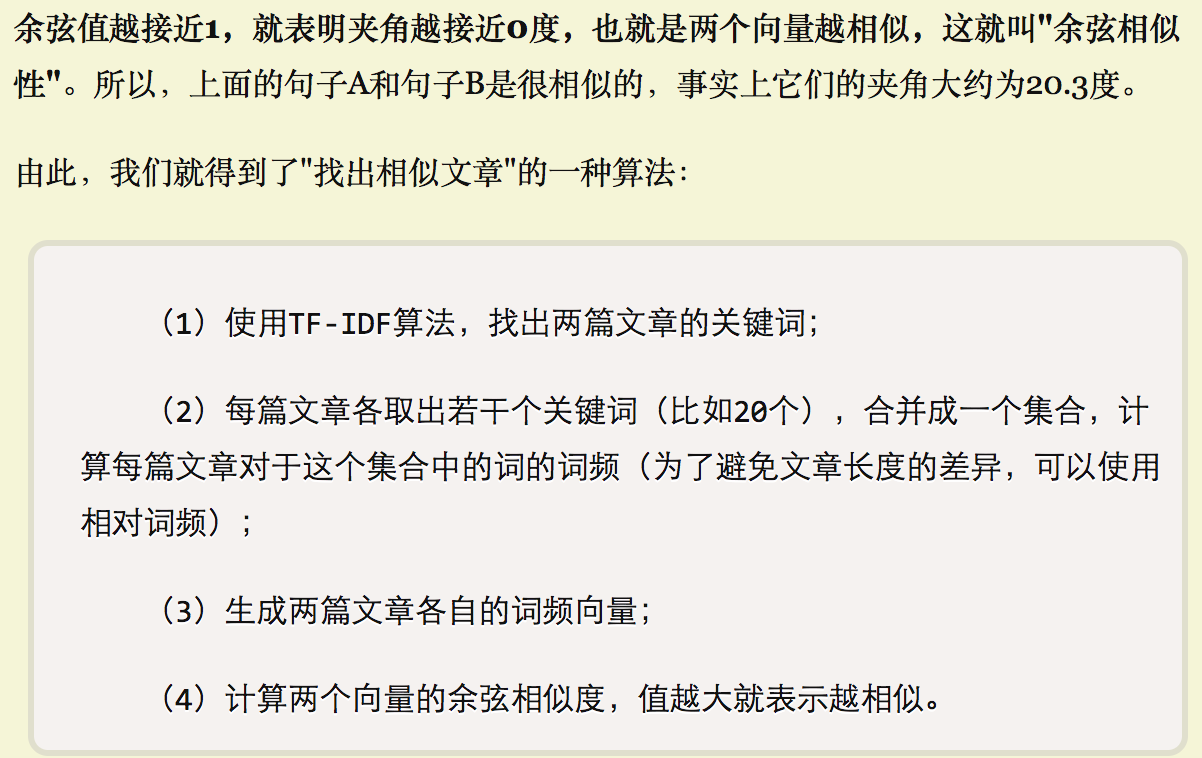 余弦值越接近1，就表明夹角越接近0度，也就是两个向量越相似，这就叫"余弦相似
性"。所以，上面的句子A和句子B是很相似的，事实上它们的夹角大约为20.3度。
由此，我们就得到了"找出相似文章"的一种算法：
（1）使用TF-IDF算法，找出两篇文章的关键词；
（2）每篇文章各取出若干个关键词（比如20个），合并成一个集合，计
算每篇文章对于这个集合中的词的词频（为了避免文章长度的差异，可以使用
相对词频）；
（3）生成两篇文章各自的词频向量；
（4）计算两个向量的余弦相似度，值越大就表示越相似。